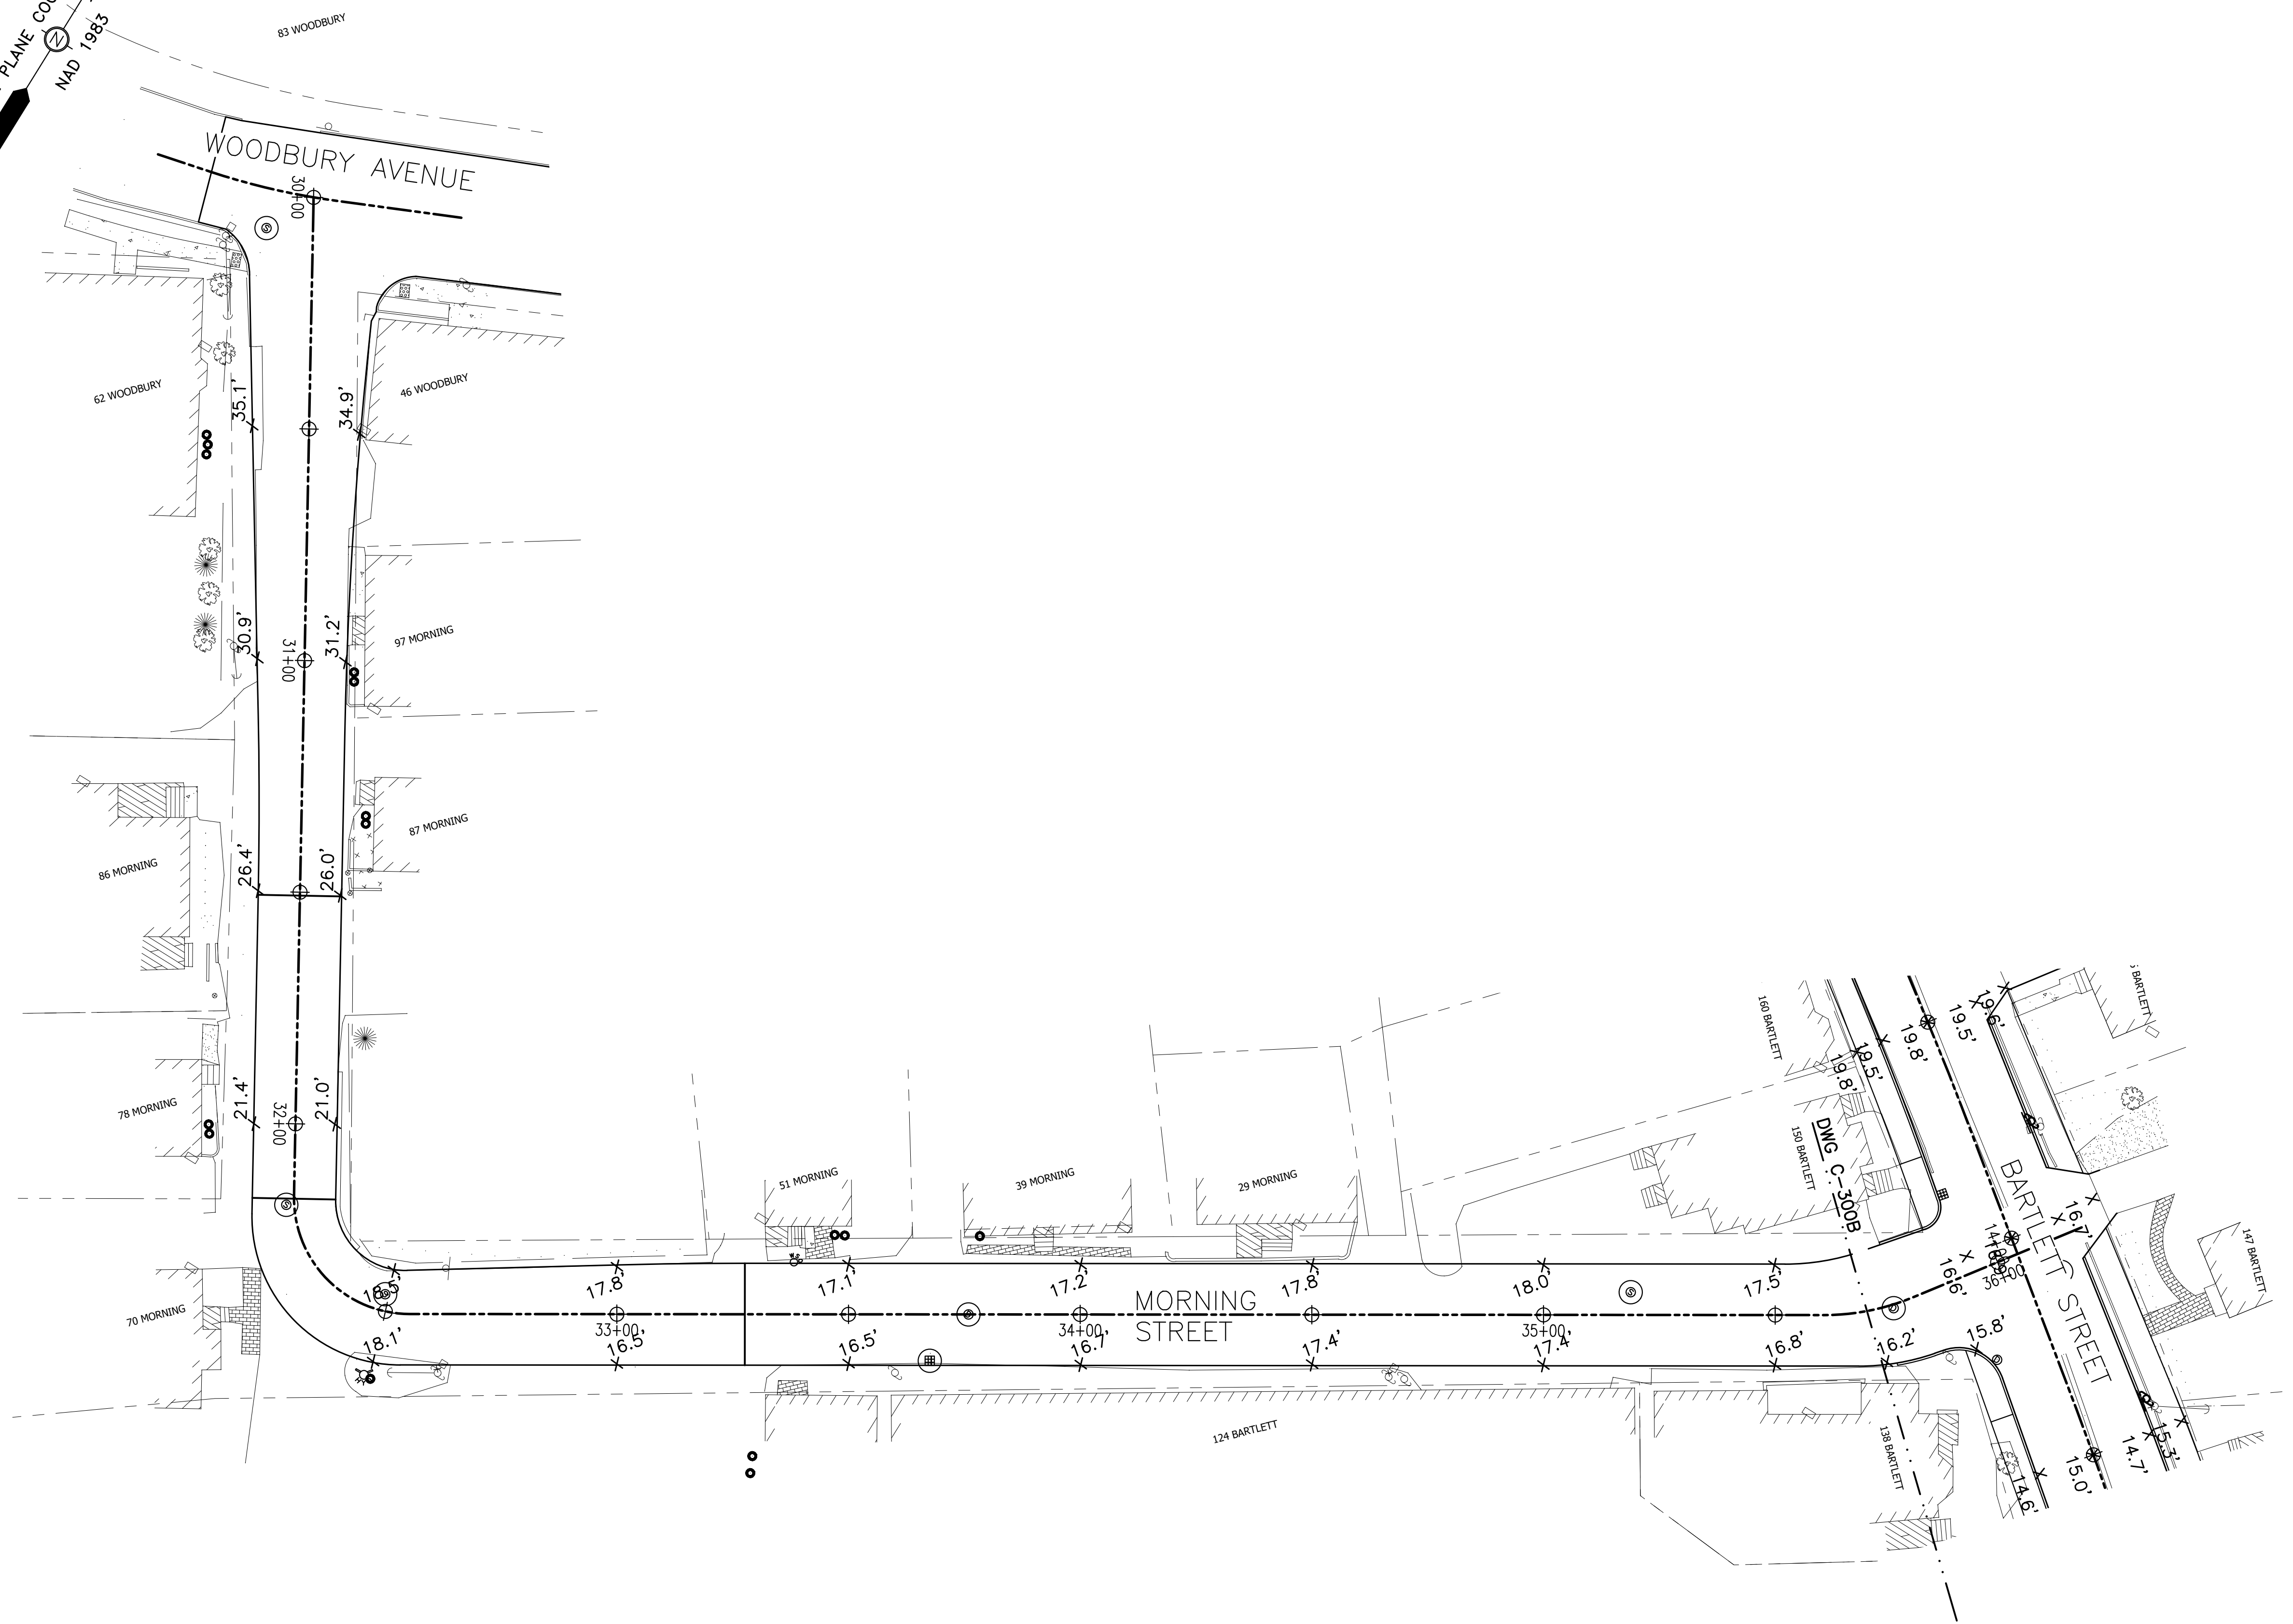 PLANE COO
NAD 1983
N
83 WOODBURY
WOODBURY AVENUE
30+00
62 WOODBURY
46 WOODBURY
35.1'
34.9'
30.9'
31+00
31.2'
97 MORNING
87 MORNING
86 MORNING
26.4'
26.0'
78 MORNING
21.4'
32+00
21.0'
70 MORNING
18.5'
18.1'
17.8'
33+00
16.5'
51 MORNING
17.1'
16.5'
39 MORNING
17.2'
34+00
16.7'
MORNING
STREET
29 MORNING
17.8'
17.4'
18.0'
35+00
17.4'
17.5'
16.8'
124 BARTLETT
160 BARTLETT
150 BARTLETT
DWG C-300B
138 BARTLETT
16.2'
15.8'
16.6'
36+00
16.7'
BARTLETT STREET
19.8'
19.5'
19.8'
19.5'
19.6'
BARTLETT
147 BARTLETT
14.6'
15.0'
14.7'
15.3'